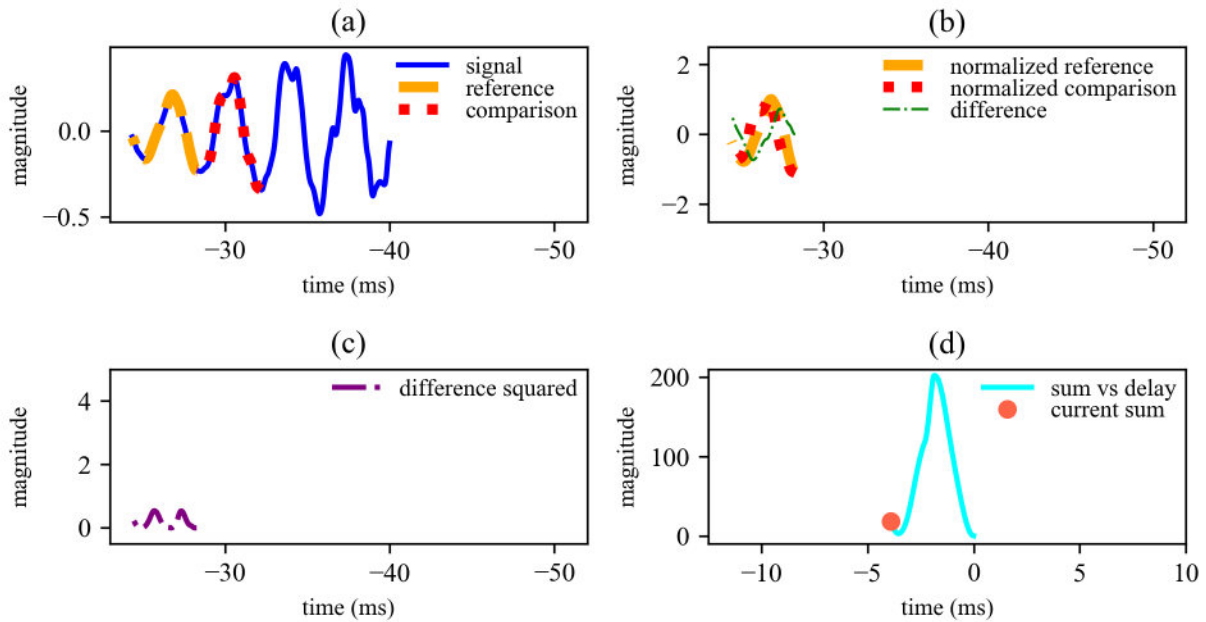 (a)
signal
reference
comparison
magnitude
0.0
−0.5
−30
−40
−50
time (ms)
(b)
normalized reference
normalized comparison
difference
magnitude
2
0
−2
−30
−40
−50
time (ms)
(c)
difference squared
magnitude
4
2
0
−30
−40
−50
time (ms)
(d)
sum vs delay
current sum
magnitude
200
100
0
−10
−5
0
5
10
time (ms)